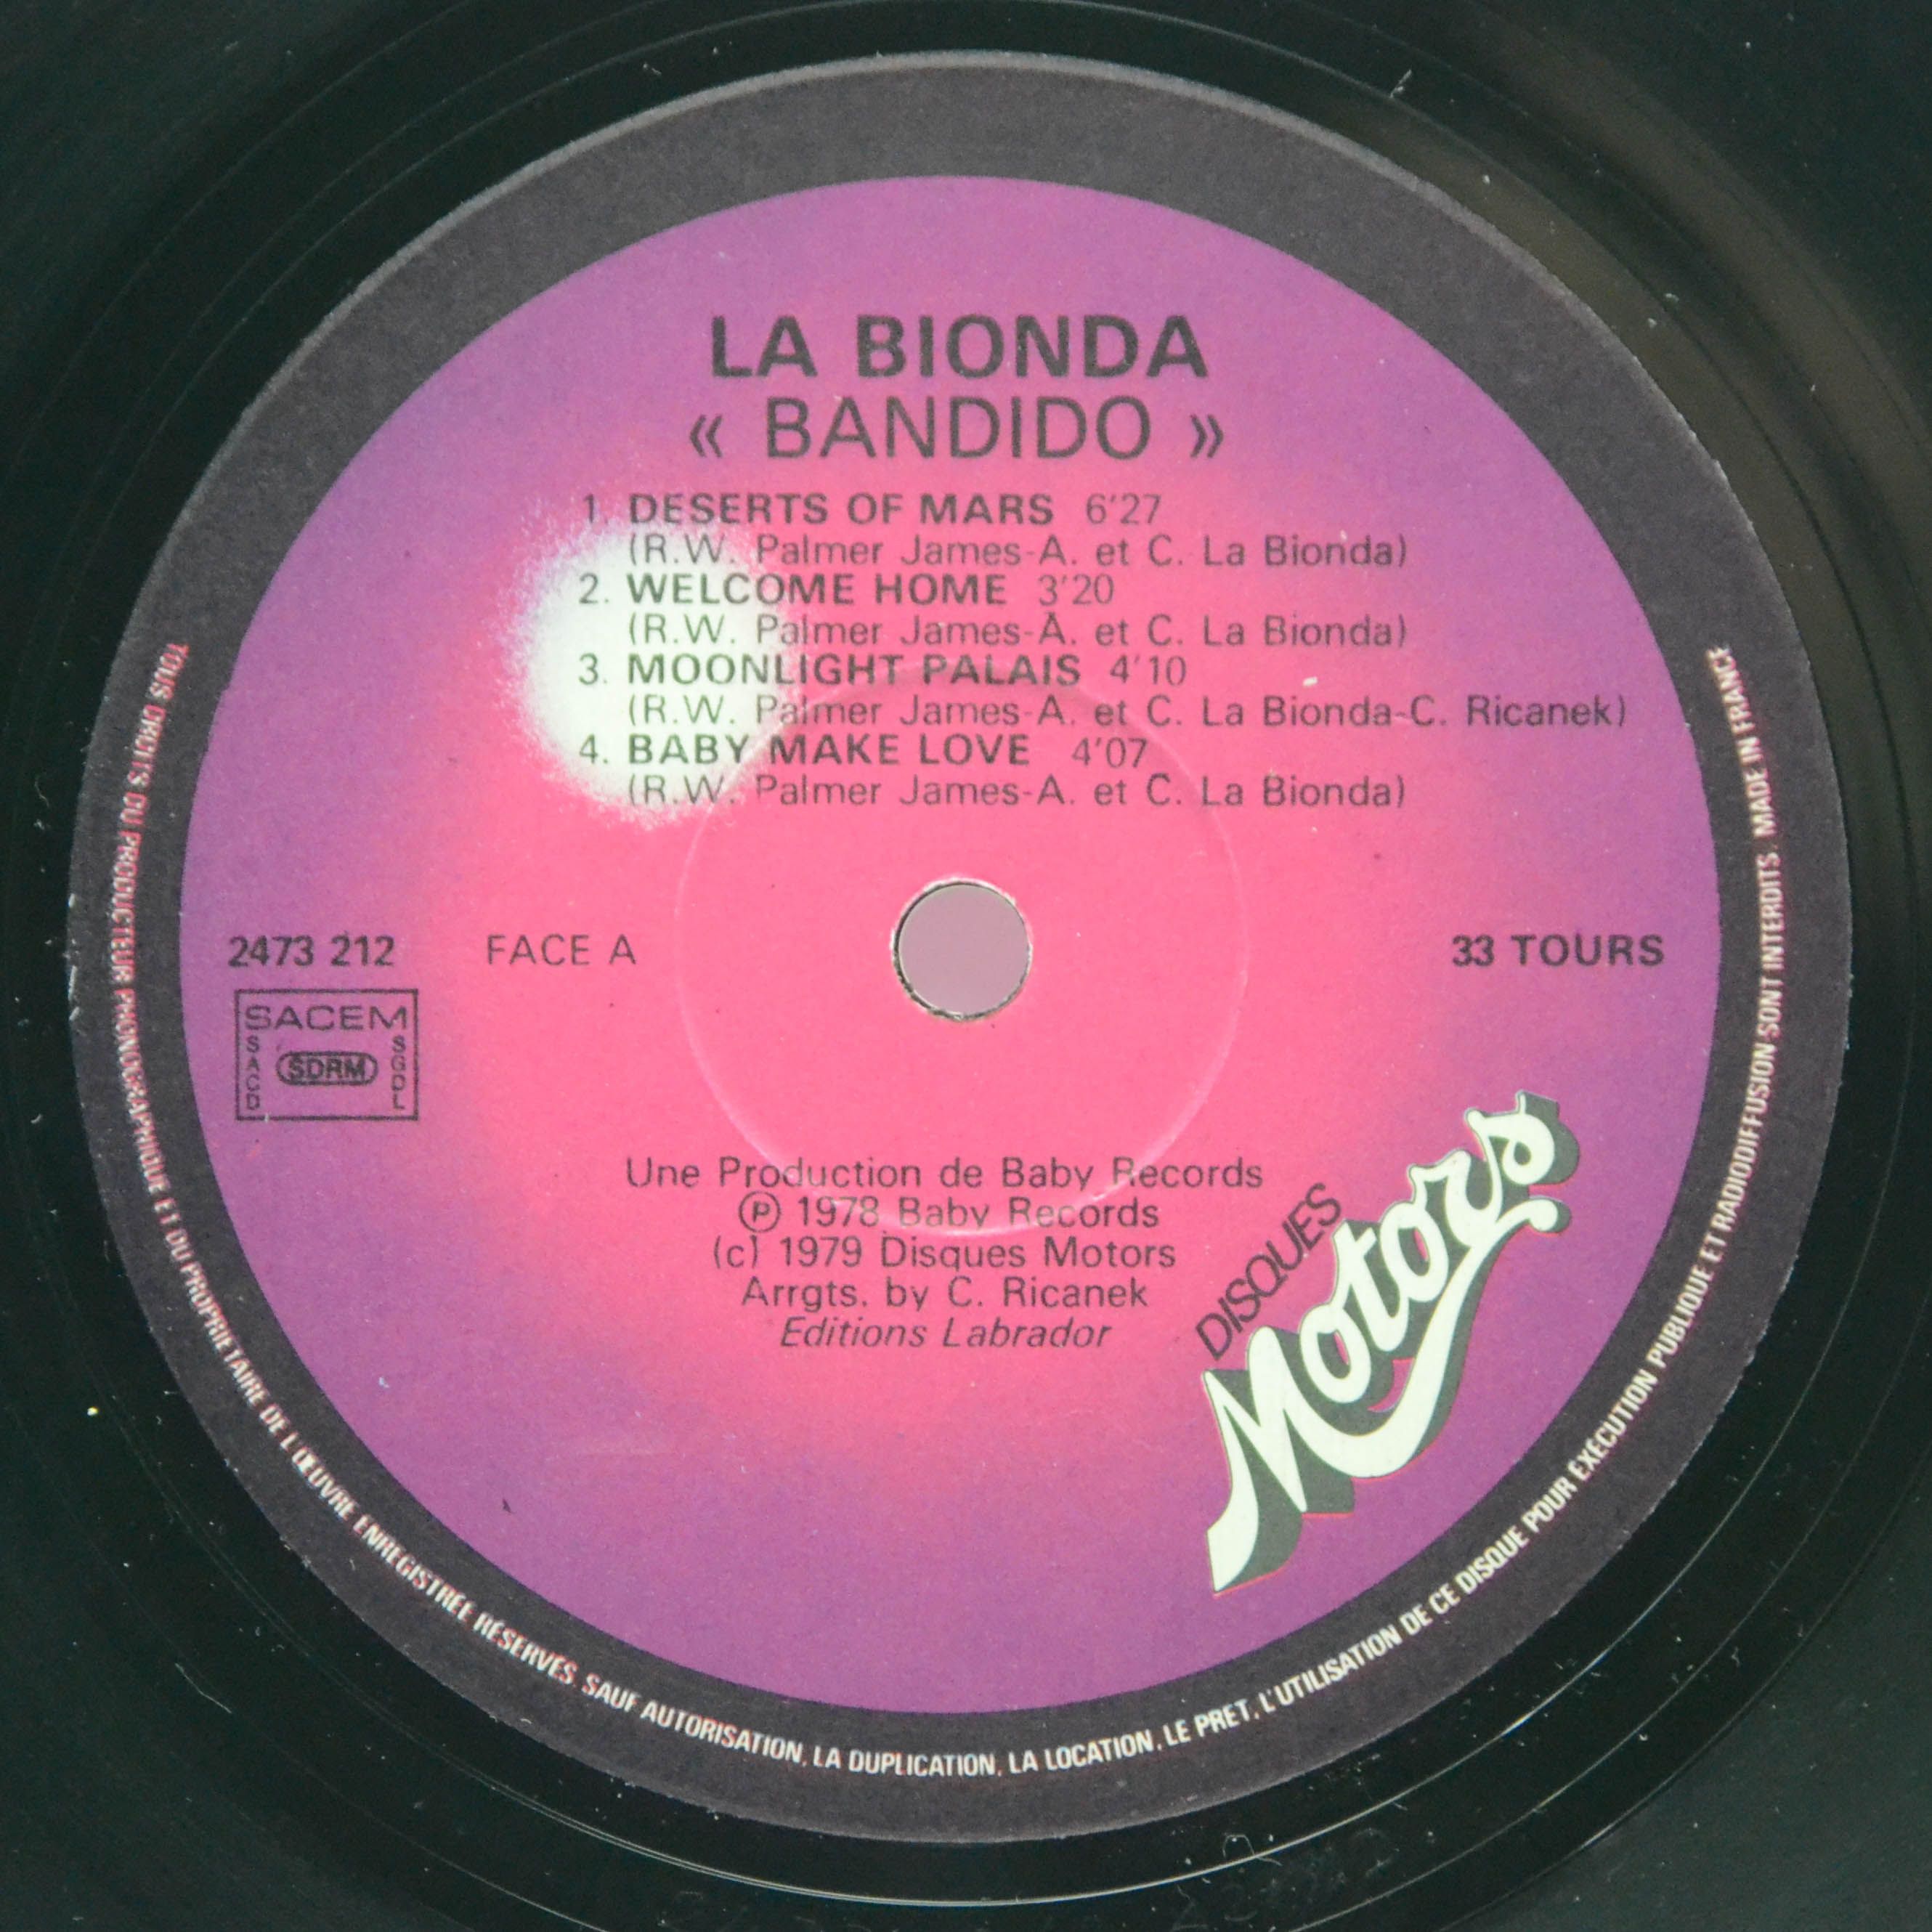 LA BIONDA
« BANDIDO »
1. DESERTS OF MARS 6'27
(R.W. Palmer James-A. et C. La Bionda)
2. WELCOME HOME 3'20
(R.W. Palmer James-A. et C. La Bionda)
3. MOONLIGHT PALAIS 4'10
(R.W. Palmer James-A. et C. La Bionda-C. Ricanek)
4. BABY MAKE LOVE 4'07
(R.W. Palmer James-A. et C. La Bionda)
2473 212 FACE A 33 TOURS
SACEM
SACD SDRM SGDL
Une Production de Baby Records
Ⓟ 1978 Baby Records
(c) 1979 Disques Motors
Arrgts. by C. Ricanek
Editions Labrador
DISQUES
Motors
TOUS DROITS DU PRODUCTEUR PHONOGRAPHIQUE ET DU PROPRIETAIRE DE L'ŒUVRE ENREGISTRÉE RÉSERVÉS. SAUF AUTORISATION, LA DUPLICATION, LA LOCATION, LE PRET, L'UTILISATION DE CE DISQUE POUR EXÉCUTION PUBLIQUE ET RADIODIFFUSION SONT INTERDITS. MADE IN FRANCE